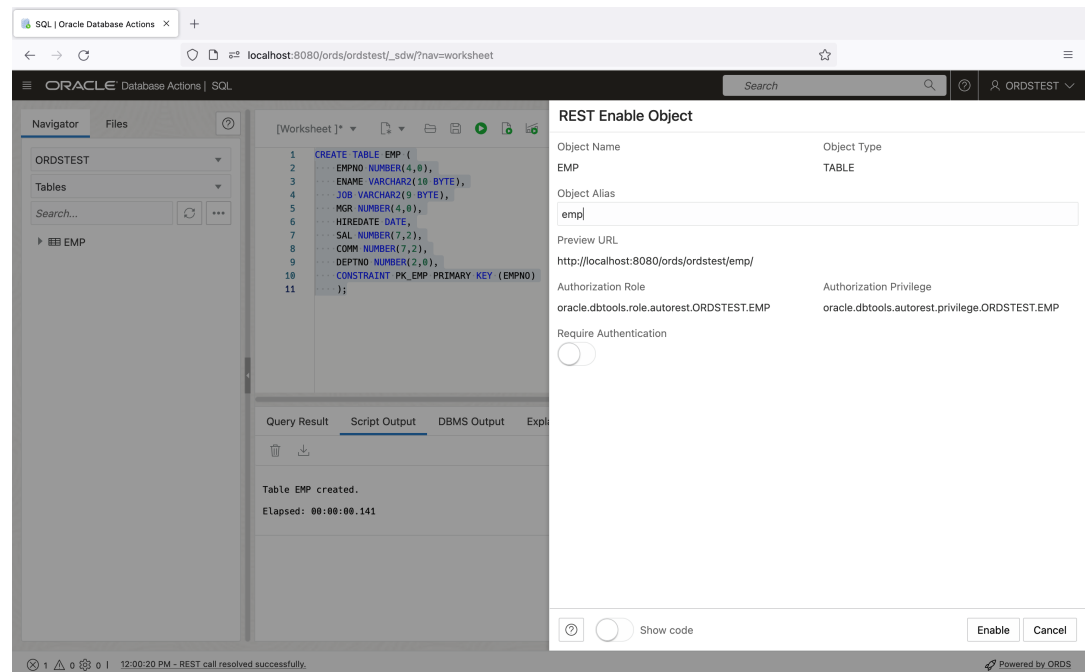 SQL | Oracle Database Actions
localhost:8080/ords/ordstest/_sdw/?nav=worksheet
ORACLE Database Actions | SQL
Search
ORDSTEST
Navigator
Files
ORDSTEST
Tables
Search...
EMP
[Worksheet ]*
1 CREATE TABLE EMP (
2 EMPNO NUMBER(4,0),
3 ENAME VARCHAR2(10 BYTE),
4 JOB VARCHAR2(9 BYTE),
5 MGR NUMBER(4,0),
6 HIREDATE DATE,
7 SAL NUMBER(7,2),
8 COMM NUMBER(7,2),
9 DEPTNO NUMBER(2,0),
10 CONSTRAINT PK_EMP PRIMARY KEY (EMPNO)
11 );
Query Result Script Output DBMS Output Expla
Table EMP created.
Elapsed: 00:00:00.141
REST Enable Object
Object Name Object Type
EMP TABLE
Object Alias
emp
Preview URL
http://localhost:8080/ords/ordstest/emp/
Authorization Role Authorization Privilege
oracle.dbtools.role.autorest.ORDSTEST.EMP oracle.dbtools.autorest.privilege.ORDSTEST.EMP
Require Authentication
Show code
Enable Cancel
1 0 0 | 12:00:20 PM - REST call resolved successfully.
Powered by ORDS